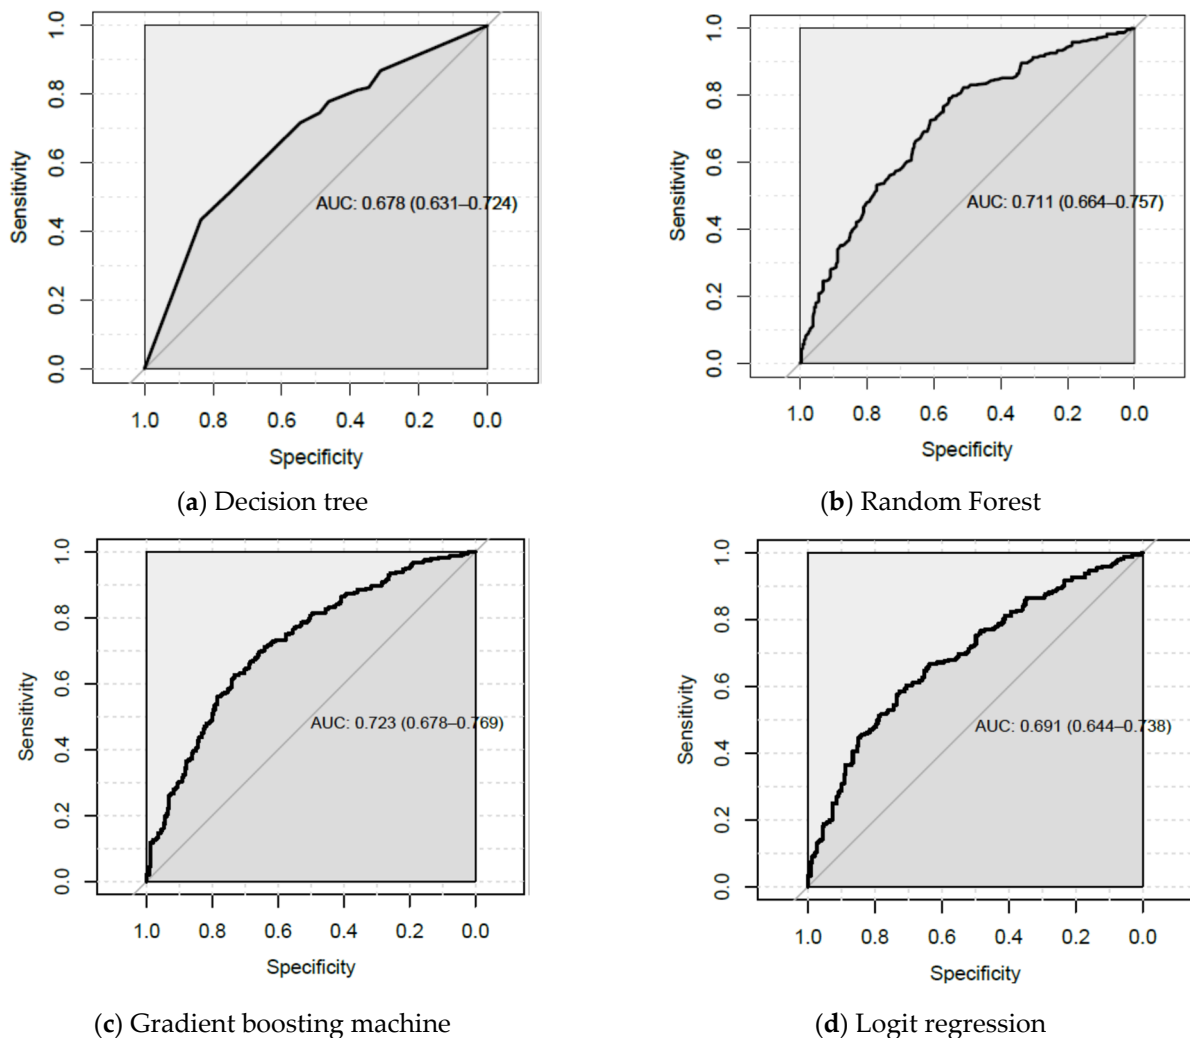 1.0
0.8
0.6
0.4
0.2
0.0
Sensitivity
AUC: 0.678 (0.631–0.724)
1.0 0.8 0.6 0.4 0.2 0.0
Specificity
(a) Decision tree
1.0
0.8
0.6
0.4
0.2
0.0
Sensitivity
AUC: 0.711 (0.664–0.757)
1.0 0.8 0.6 0.4 0.2 0.0
Specificity
(b) Random Forest
1.0
0.8
0.6
0.4
0.2
0.0
Sensitivity
AUC: 0.723 (0.678–0.769)
1.0 0.8 0.6 0.4 0.2 0.0
Specificity
(c) Gradient boosting machine
1.0
0.8
0.6
0.4
0.2
0.0
Sensitivity
AUC: 0.691 (0.644–0.738)
1.0 0.8 0.6 0.4 0.2 0.0
Specificity
(d) Logit regression